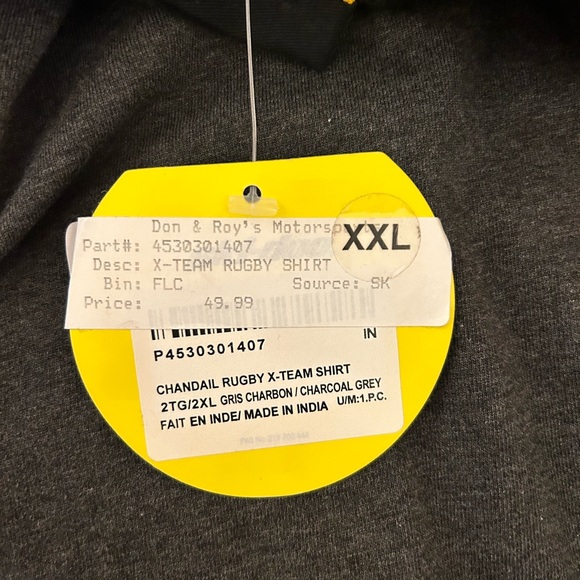 Don & Roy's Motorsports
XXL
Part#: 4530301407
Desc: X-TEAM RUGBY SHIRT
Bin: FLC Source: SK
Price: 49.99
P4530301407 IN
CHANDAIL RUGBY X-TEAM SHIRT
2TG/2XL GRIS CHARBON / CHARCOAL GREY
FAIT EN INDE/ MADE IN INDIA U/M:1.P.C.